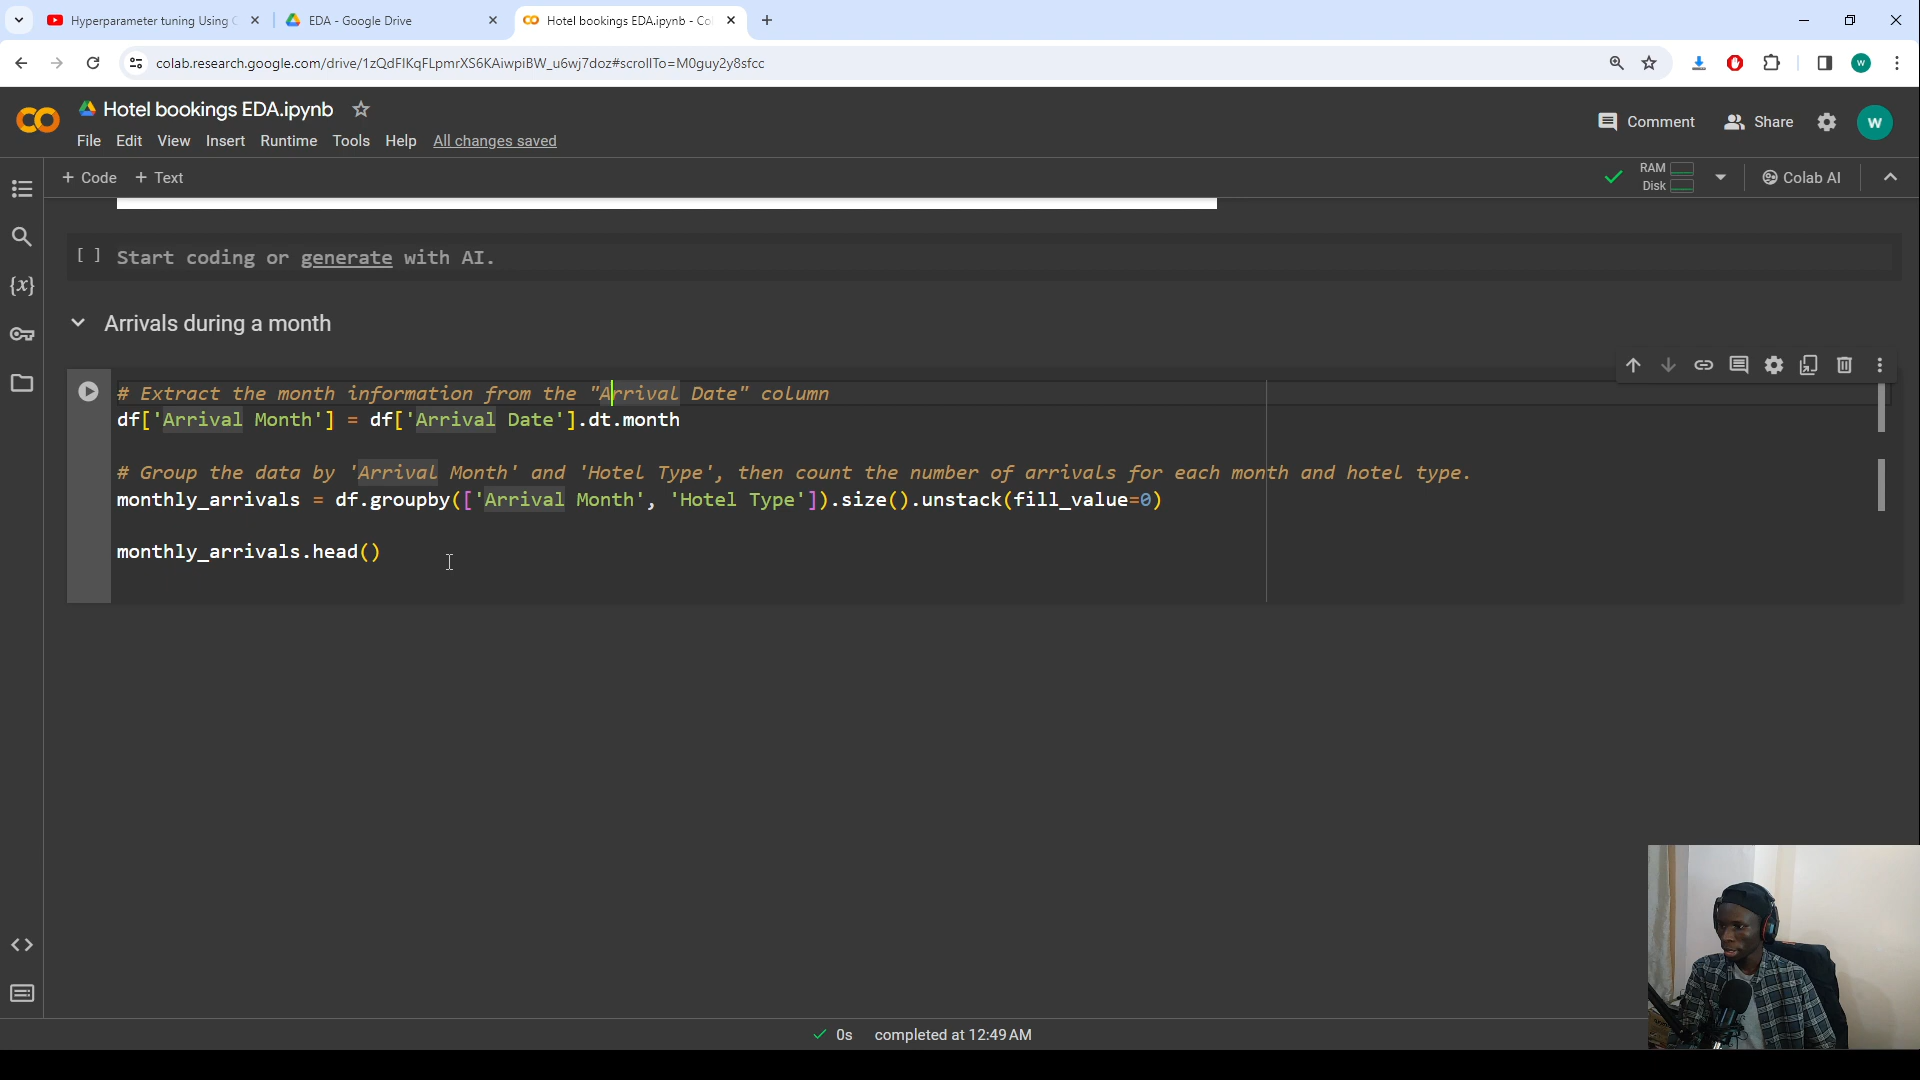 Hyperparameter tuning Using
EDA - Google Drive
Hotel bookings EDA.ipynb - Co
colab.research.google.com/drive/1zQdFIKqFLpmrXS6KAiwpiBW_u6wj7doz#scrollTo=M0guy2y8sfcc
W
Hotel bookings EDA.ipynb
File Edit View Insert Runtime Tools Help All changes saved
Comment
Share
W
+ Code + Text
RAM
Disk
Colab AI
[ ] Start coding or generate with AI.
{x}
Arrivals during a month
# Extract the month information from the "Arrival Date" column
df['Arrival Month'] = df['Arrival Date'].dt.month
# Group the data by 'Arrival Month' and 'Hotel Type', then count the number of arrivals for each month and hotel type.
monthly_arrivals = df.groupby(['Arrival Month', 'Hotel Type']).size().unstack(fill_value=0)
monthly_arrivals.head()
0s completed at 12:49 AM